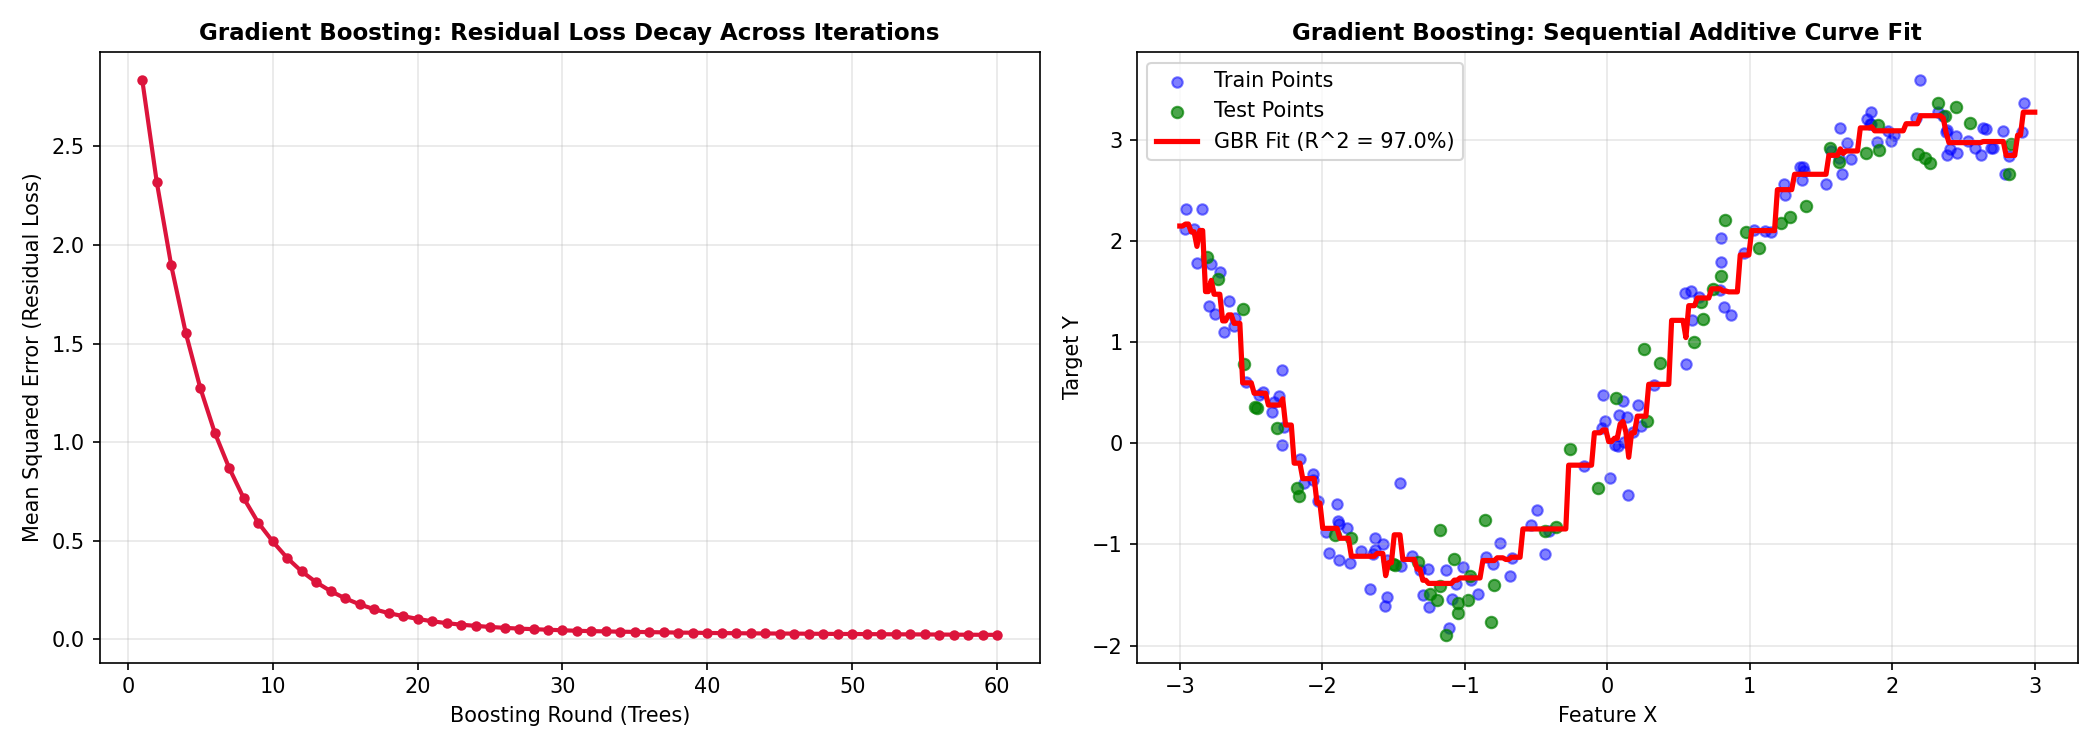 Gradient Boosting: Residual Loss Decay Across Iterations
Mean Squared Error (Residual Loss)
2.5
2.0
1.5
1.0
0.5
0.0
0 10 20 30 40 50 60
Boosting Round (Trees)
Gradient Boosting: Sequential Additive Curve Fit
Train Points
Test Points
GBR Fit (R^2 = 97.0%)
Target Y
3
2
1
0
−1
−2
−3 −2 −1 0 1 2 3
Feature X